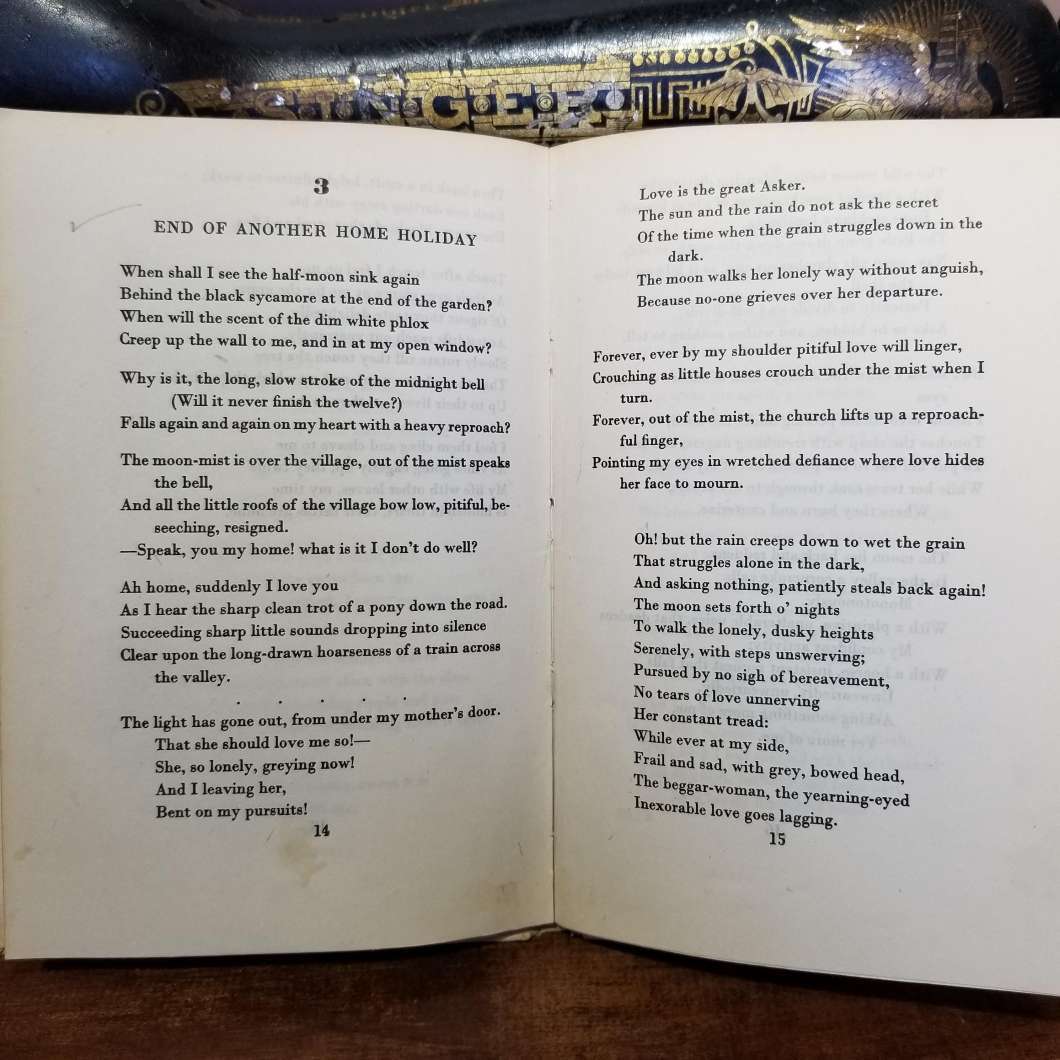 SINGER
3
END OF ANOTHER HOME HOLIDAY
When shall I see the half-moon sink again
Behind the black sycamore at the end of the garden?
When will the scent of the dim white phlox
Creep up the wall to me, and in at my open window?
Why is it, the long, slow stroke of the midnight bell
(Will it never finish the twelve?)
Falls again and again on my heart with a heavy reproach?
The moon-mist is over the village, out of the mist speaks
the bell,
And all the little roofs of the village bow low, pitiful, be-
seeching, resigned.
—Speak, you my home! what is it I don't do well?
Ah home, suddenly I love you
As I hear the sharp clean trot of a pony down the road.
Succeeding sharp little sounds dropping into silence
Clear upon the long-drawn hoarseness of a train across
the valley.
. . . . .
The light has gone out, from under my mother's door.
That she should love me so!—
She, so lonely, greying now!
And I leaving her,
Bent on my pursuits!
14
Love is the great Asker.
The sun and the rain do not ask the secret
Of the time when the grain struggles down in the
dark.
The moon walks her lonely way without anguish,
Because no-one grieves over her departure.
Forever, ever by my shoulder pitiful love will linger,
Crouching as little houses crouch under the mist when I
turn.
Forever, out of the mist, the church lifts up a reproach-
ful finger,
Pointing my eyes in wretched defiance where love hides
her face to mourn.
Oh! but the rain creeps down to wet the grain
That struggles alone in the dark,
And asking nothing, patiently steals back again!
The moon sets forth o' nights
To walk the lonely, dusky heights
Serenely, with steps unswerving;
Pursued by no sigh of bereavement,
No tears of love unnerving
Her constant tread:
While ever at my side,
Frail and sad, with grey, bowed head,
The beggar-woman, the yearning-eyed
Inexorable love goes lagging.
15